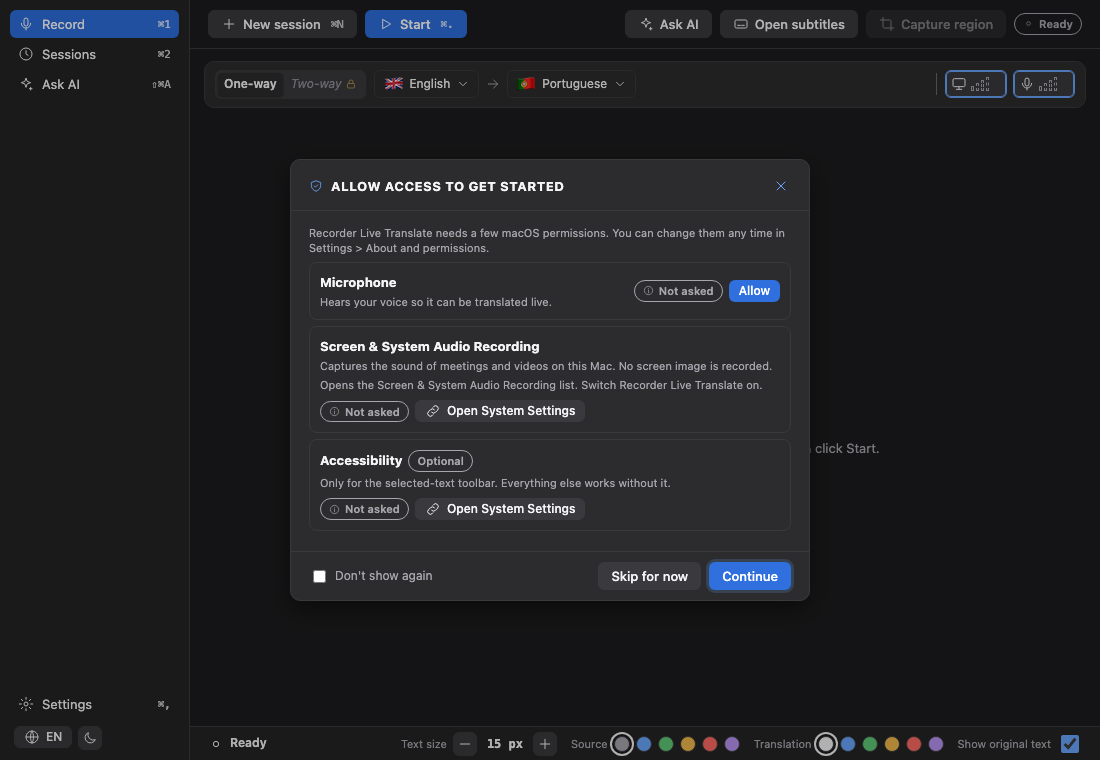 Record ⌘1
Sessions ⌘2
Ask AI ⇧⌘A
New session ⌘N
Start ⌘.
Ask AI
Open subtitles
Capture region
Ready
One-way
Two-way
English
Portuguese
ALLOW ACCESS TO GET STARTED
Recorder Live Translate needs a few macOS permissions. You can change them any time in
Settings > About and permissions.
Microphone
Hears your voice so it can be translated live.
Not asked
Allow
Screen & System Audio Recording
Captures the sound of meetings and videos on this Mac. No screen image is recorded.
Opens the Screen & System Audio Recording list. Switch Recorder Live Translate on.
Not asked
Open System Settings
Accessibility Optional
Only for the selected-text toolbar. Everything else works without it.
Not asked
Open System Settings
click Start.
Don't show again
Skip for now
Continue
Settings ⌘,
EN
Ready
Text size
15 px
Source
Translation
Show original text